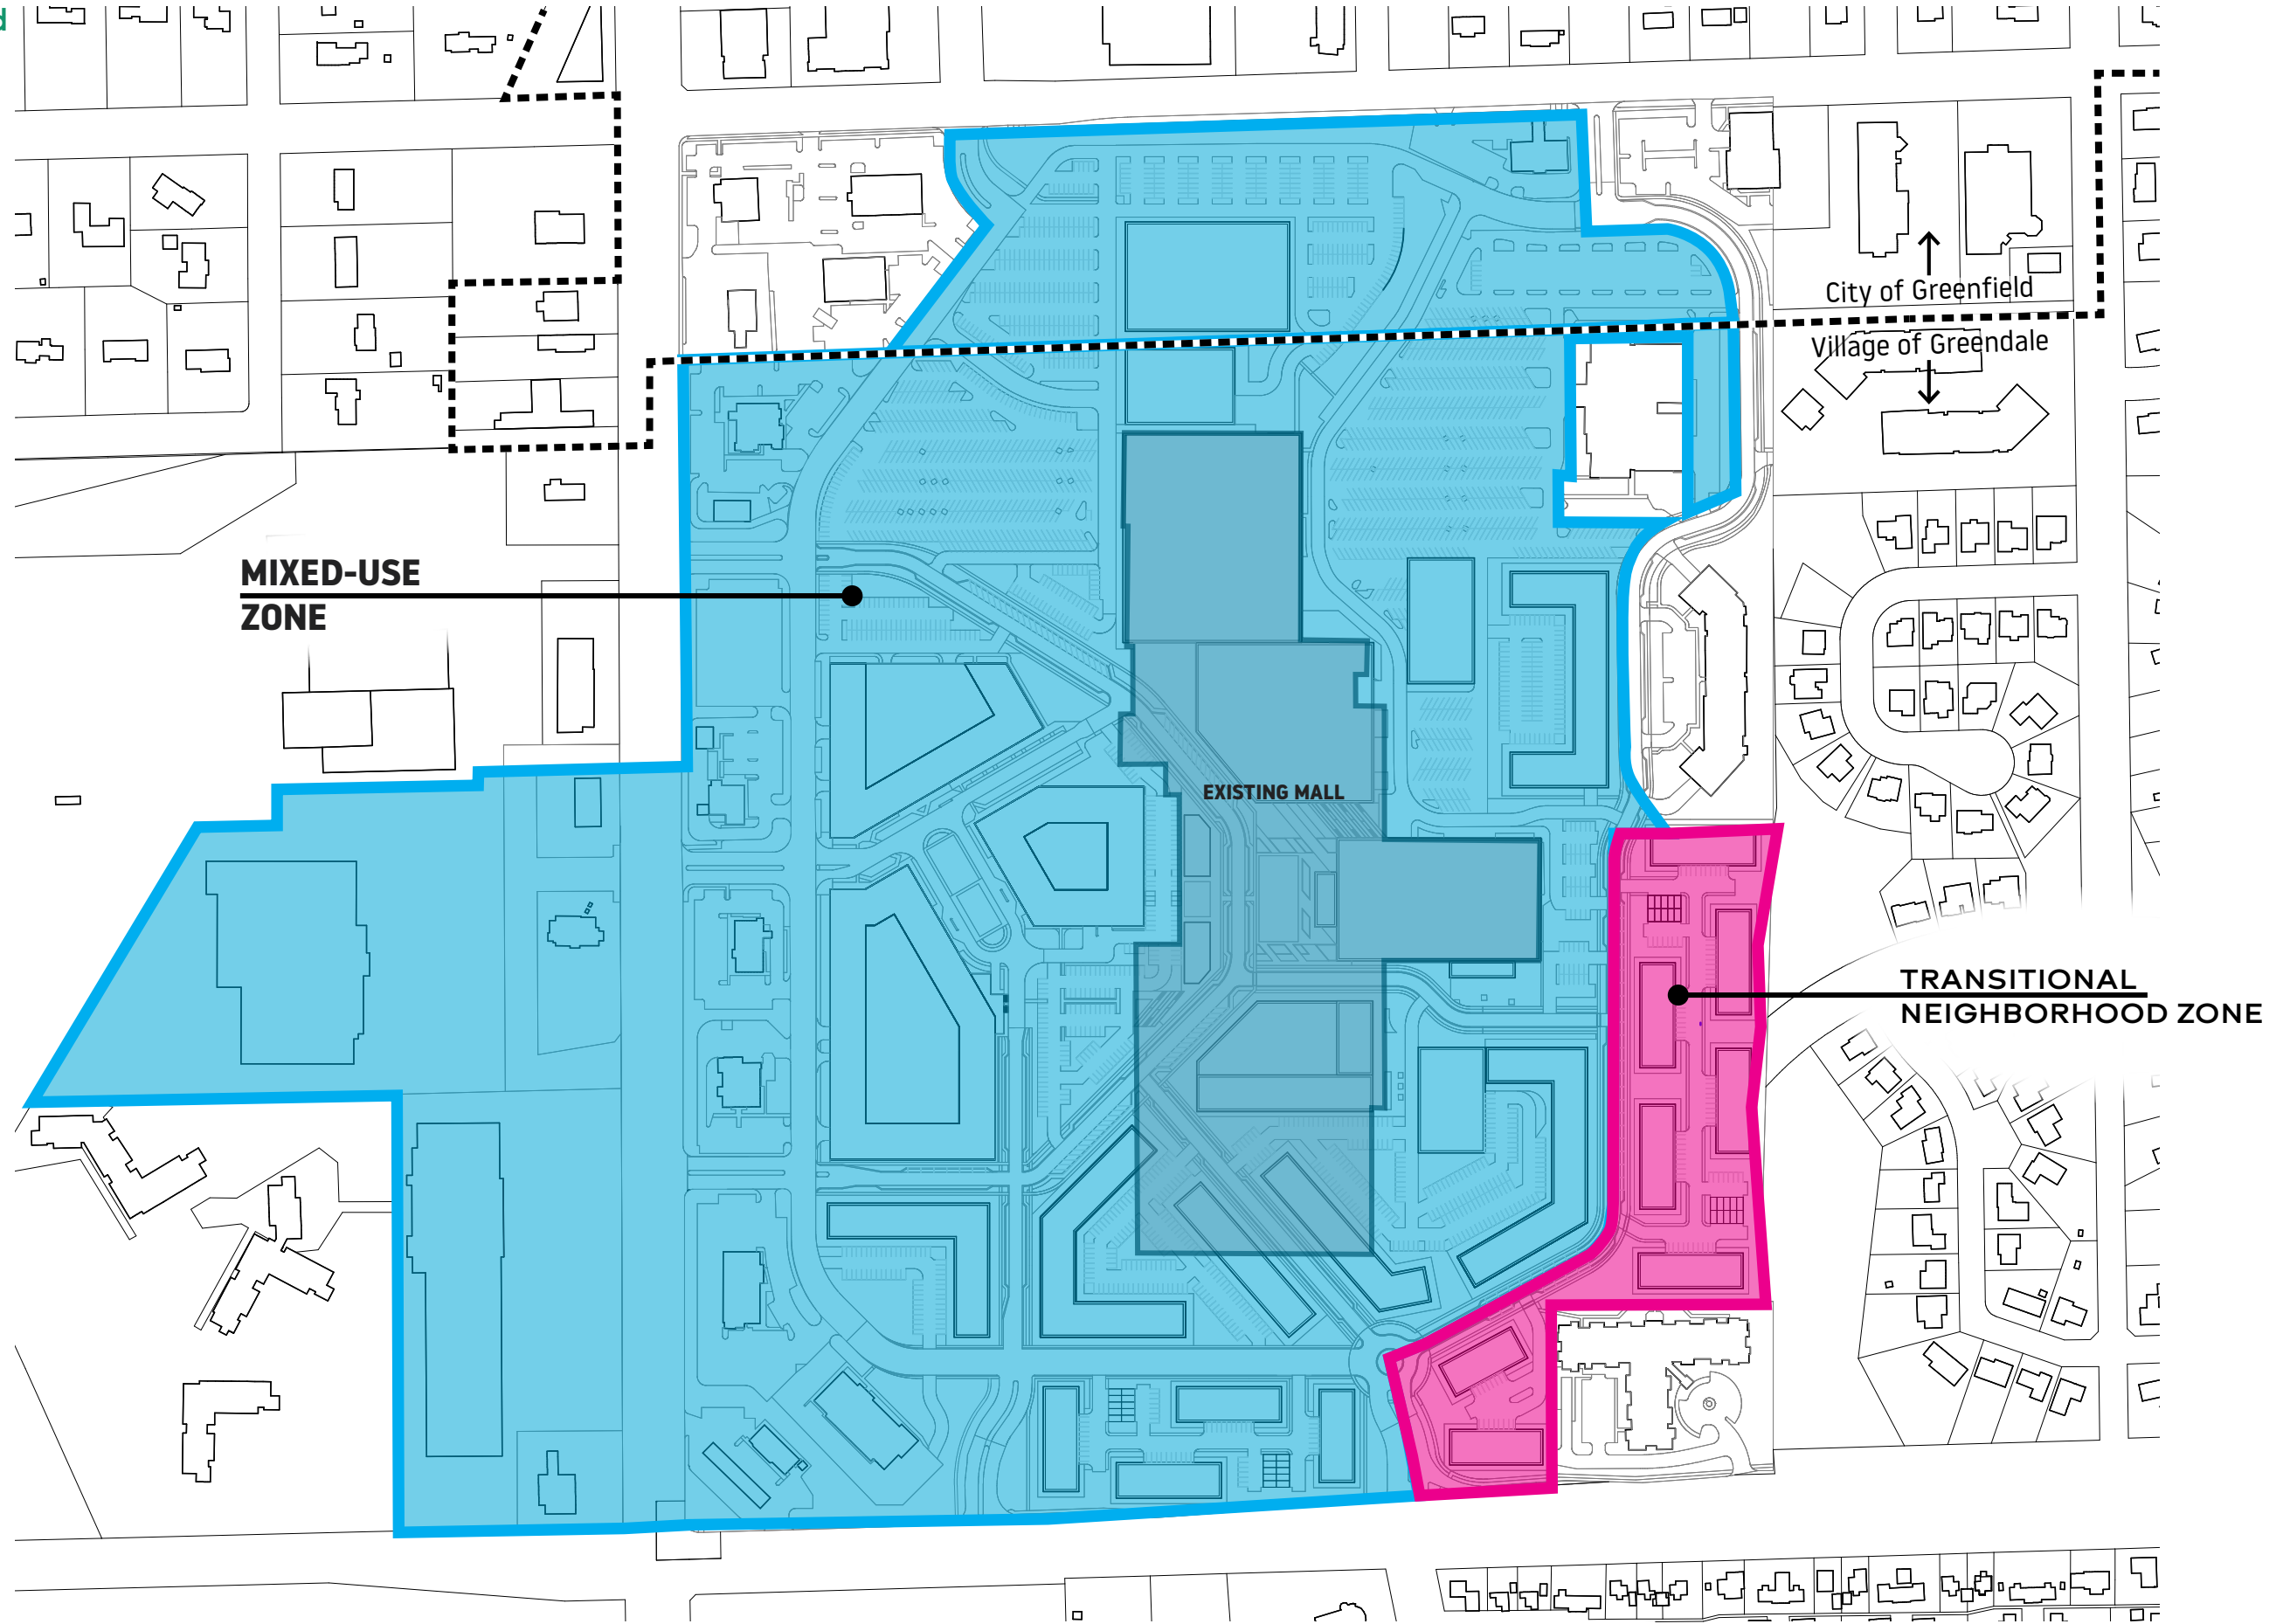 City of Greenfield
Village of Greendale
MIXED-USE
ZONE
EXISTING MALL
TRANSITIONAL
NEIGHBORHOOD ZONE